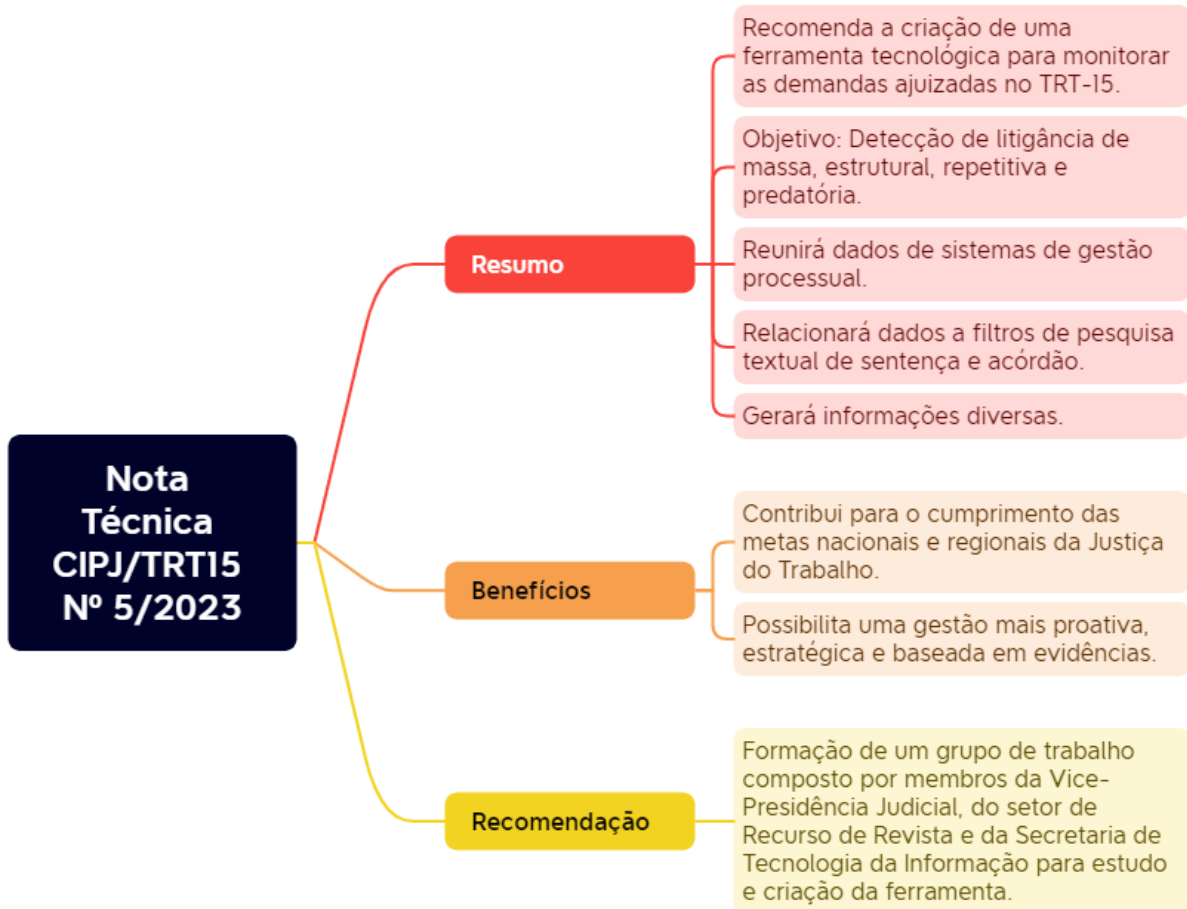 Nota
Técnica
CIPJ/TRT15
Nº 5/2023
Resumo
Recomenda a criação de uma
ferramenta tecnológica para monitorar
as demandas ajuizadas no TRT-15.
Objetivo: Detecção de litigância de
massa, estrutural, repetitiva e
predatória.
Reunirá dados de sistemas de gestão
processual.
Relacionará dados a filtros de pesquisa
textual de sentença e acórdão.
Gerará informações diversas.
Benefícios
Contribui para o cumprimento das
metas nacionais e regionais da Justiça
do Trabalho.
Possibilita uma gestão mais proativa,
estratégica e baseada em evidências.
Recomendação
Formação de um grupo de trabalho
composto por membros da Vice-
Presidência Judicial, do setor de
Recurso de Revista e da Secretaria de
Tecnologia da Informação para estudo
e criação da ferramenta.